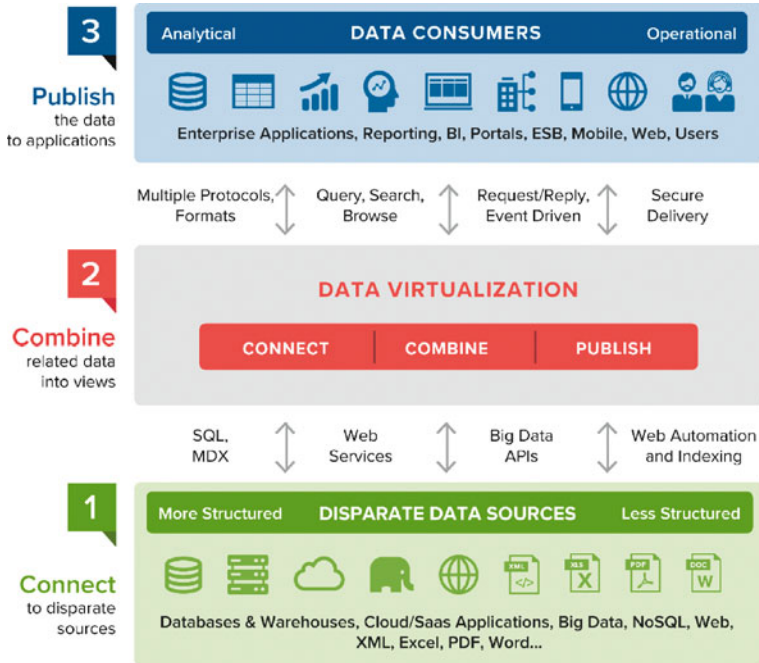 3
Publish
the data
to applications
Analytical DATA CONSUMERS Operational
Enterprise Applications, Reporting, BI, Portals, ESB, Mobile, Web, Users
Multiple Protocols,
Formats
Query, Search,
Browse
Request/Reply,
Event Driven
Secure
Delivery
2
Combine
related data
into views
DATA VIRTUALIZATION
CONNECT COMBINE PUBLISH
SQL,
MDX
Web
Services
Big Data
APIs
Web Automation
and Indexing
1
Connect
to disparate
sources
More Structured DISPARATE DATA SOURCES Less Structured
XML
</>
XLS
X
PDF
DOC
W
Databases & Warehouses, Cloud/Saas Applications, Big Data, NoSQL, Web,
XML, Excel, PDF, Word...